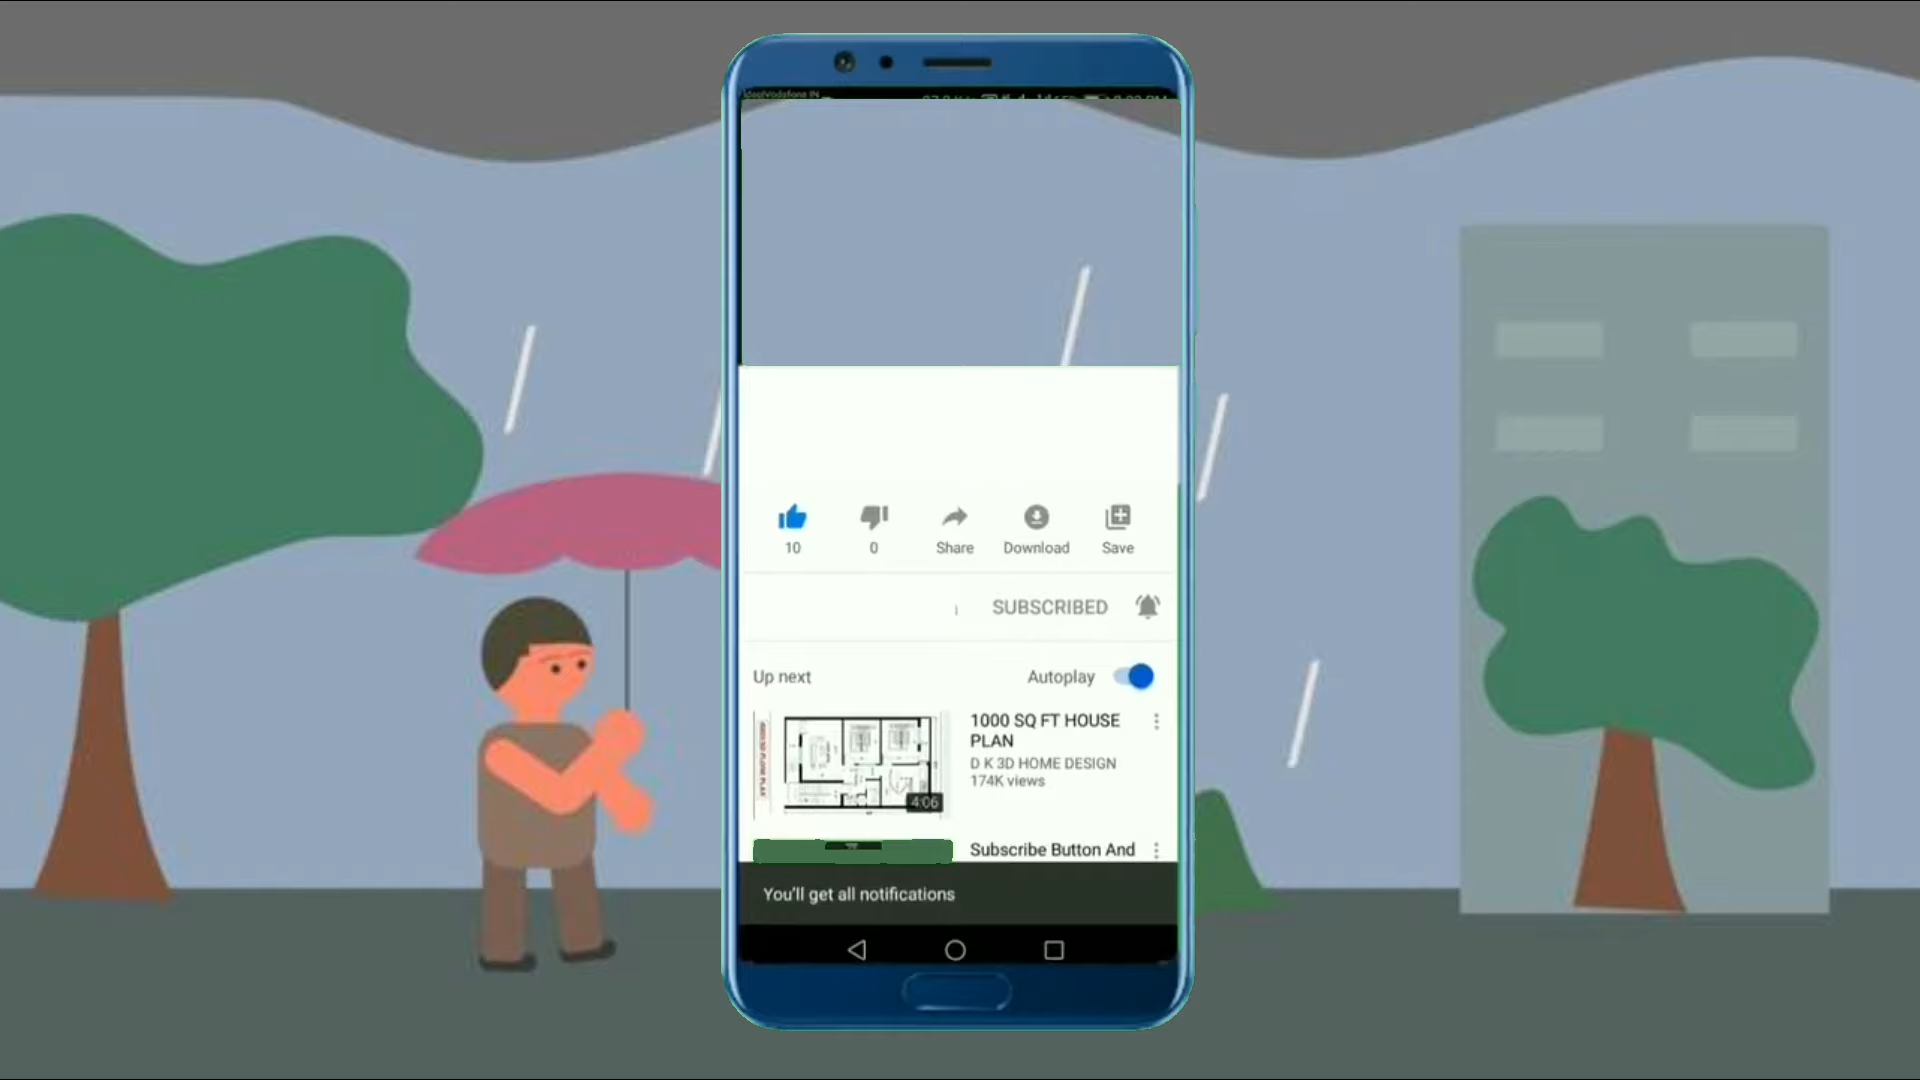 10
0
Share
Download
Save
SUBSCRIBED
Up next
Autoplay
1000 SQ FT HOUSE
PLAN
D K 3D HOME DESIGN
174K views
4:06
Subscribe Button And
You'll get all notifications